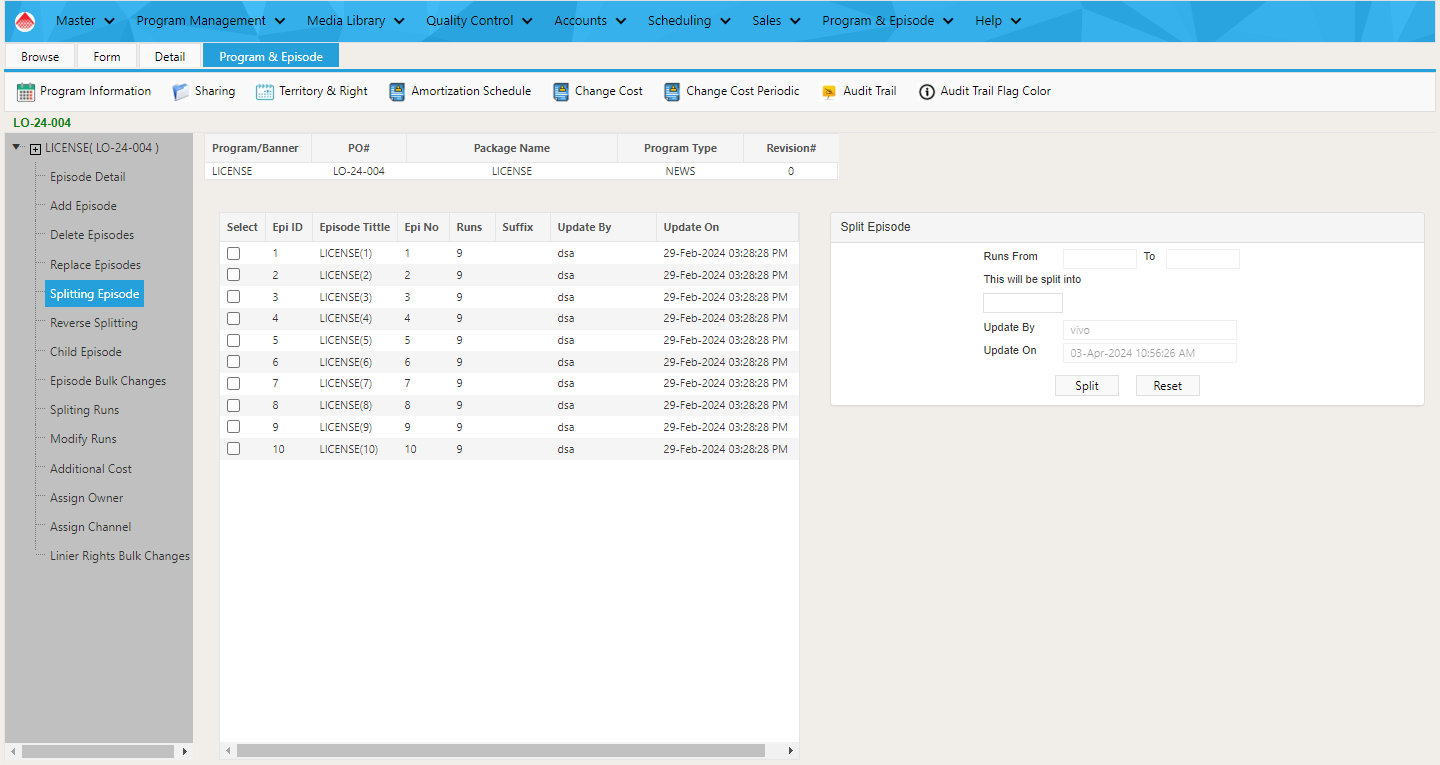 Master Program Management Media Library Quality Control Accounts Scheduling Sales Program & Episode Help
Browse Form Detail Program & Episode
Program Information Sharing Territory & Right Amortization Schedule Change Cost Change Cost Periodic Audit Trail Audit Trail Flag Color
LO-24-004
LICENSE( LO-24-004 )
Episode Detail
Add Episode
Delete Episodes
Replace Episodes
Splitting Episode
Reverse Splitting
Child Episode
Episode Bulk Changes
Spliting Runs
Modify Runs
Additional Cost
Assign Owner
Assign Channel
Linier Rights Bulk Changes
Program/Banner PO# Package Name Program Type Revision#
LICENSE LO-24-004 LICENSE NEWS 0
Select Epi ID Episode Tittle Epi No Runs Suffix Update By Update On
1 LICENSE(1) 1 9 dsa 29-Feb-2024 03:28:28 PM
2 LICENSE(2) 2 9 dsa 29-Feb-2024 03:28:28 PM
3 LICENSE(3) 3 9 dsa 29-Feb-2024 03:28:28 PM
4 LICENSE(4) 4 9 dsa 29-Feb-2024 03:28:28 PM
5 LICENSE(5) 5 9 dsa 29-Feb-2024 03:28:28 PM
6 LICENSE(6) 6 9 dsa 29-Feb-2024 03:28:28 PM
7 LICENSE(7) 7 9 dsa 29-Feb-2024 03:28:28 PM
8 LICENSE(8) 8 9 dsa 29-Feb-2024 03:28:28 PM
9 LICENSE(9) 9 9 dsa 29-Feb-2024 03:28:28 PM
10 LICENSE(10) 10 9 dsa 29-Feb-2024 03:28:28 PM
Split Episode
Runs From To
This will be split into
Update By vivo
Update On 03-Apr-2024 10:56:26 AM
Split Reset